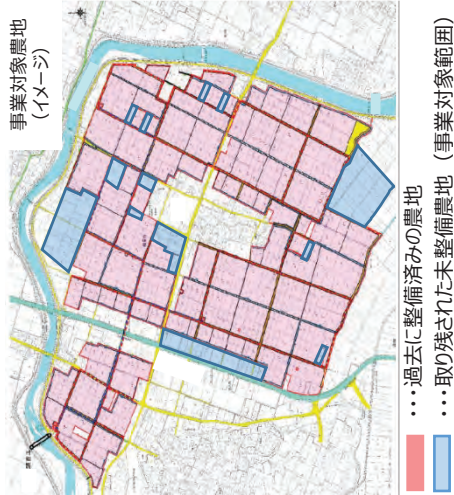 事業対象農地
（イメージ）
・・・過去に整備済みの農地
・・・取り残された未整備農地（事業対象範囲）